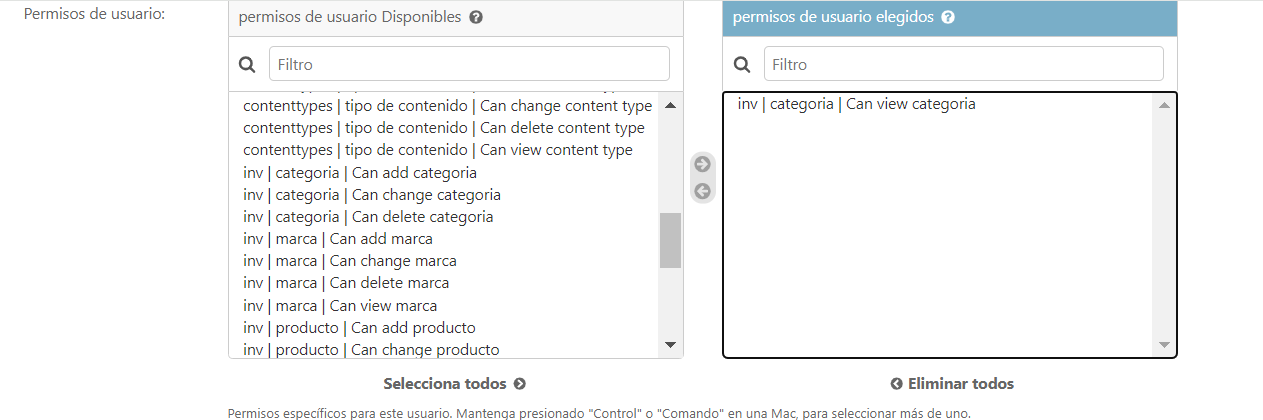 Permisos de usuario:
permisos de usuario Disponibles
Filtro
contenttypes | tipo de contenido | Can change content type
contenttypes | tipo de contenido | Can delete content type
contenttypes | tipo de contenido | Can view content type
inv | categoria | Can add categoria
inv | categoria | Can change categoria
inv | categoria | Can delete categoria
inv | marca | Can add marca
inv | marca | Can change marca
inv | marca | Can delete marca
inv | marca | Can view marca
inv | producto | Can add producto
inv | producto | Can change producto
Selecciona todos
permisos de usuario elegidos
Filtro
inv | categoria | Can view categoria
Eliminar todos
Permisos específicos para este usuario. Mantenga presionado "Control" o "Comando" en una Mac, para seleccionar más de uno.